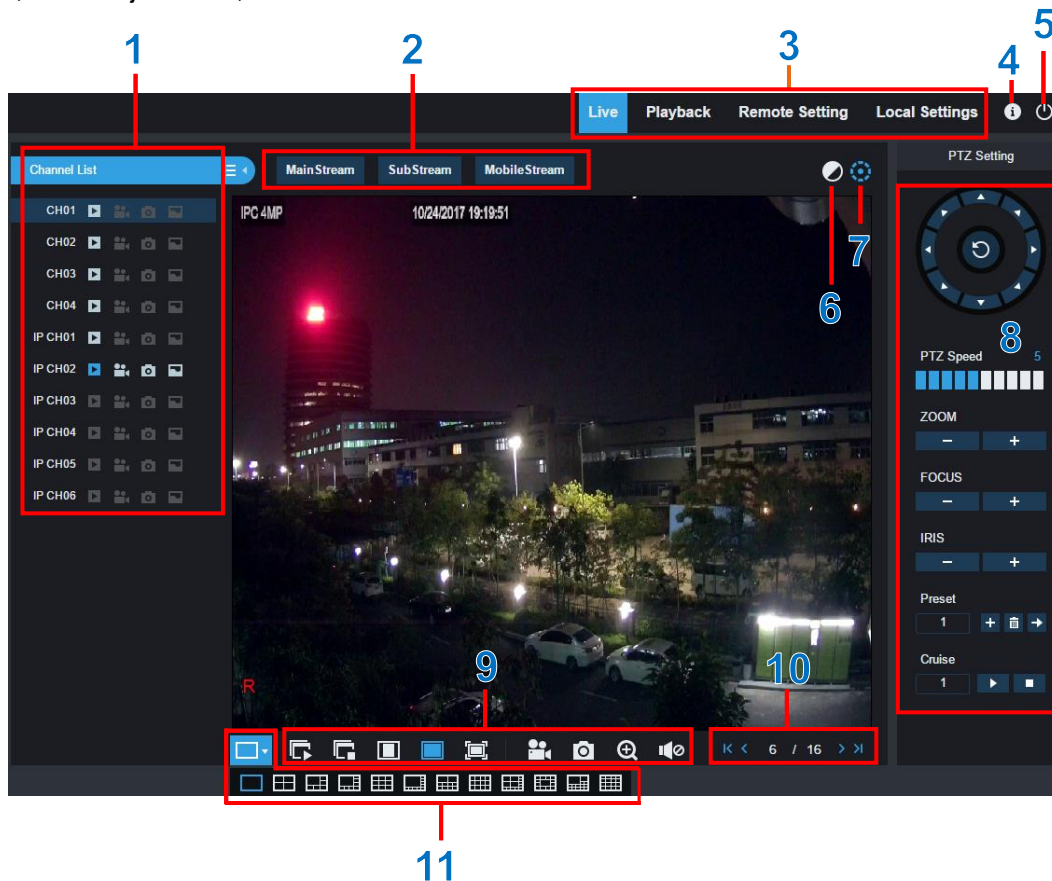 1
2
3
4
5
Live Playback Remote Setting Local Settings
Channel List
MainStream SubStream MobileStream
PTZ Setting
CH01
CH02
CH03
CH04
IP CH01
IP CH02
IP CH03
IP CH04
IP CH05
IP CH06
IPC 4MP 10/24/2017 19:19:51
6
7
R
8
PTZ Speed 5
ZOOM
− +
FOCUS
− +
IRIS
− +
Preset
1 +
Cruise
1
9
10
6 / 16
11